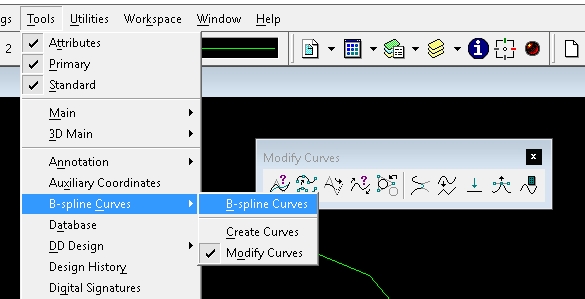 gs Tools Utilities Workspace Window Help
2
Attributes
Primary
Standard
Main
3D Main
Annotation
Auxiliary Coordinates
B-spline Curves
Database
DD Design
Design History
Digital Signatures
B-spline Curves
Create Curves
Modify Curves
Modify Curves